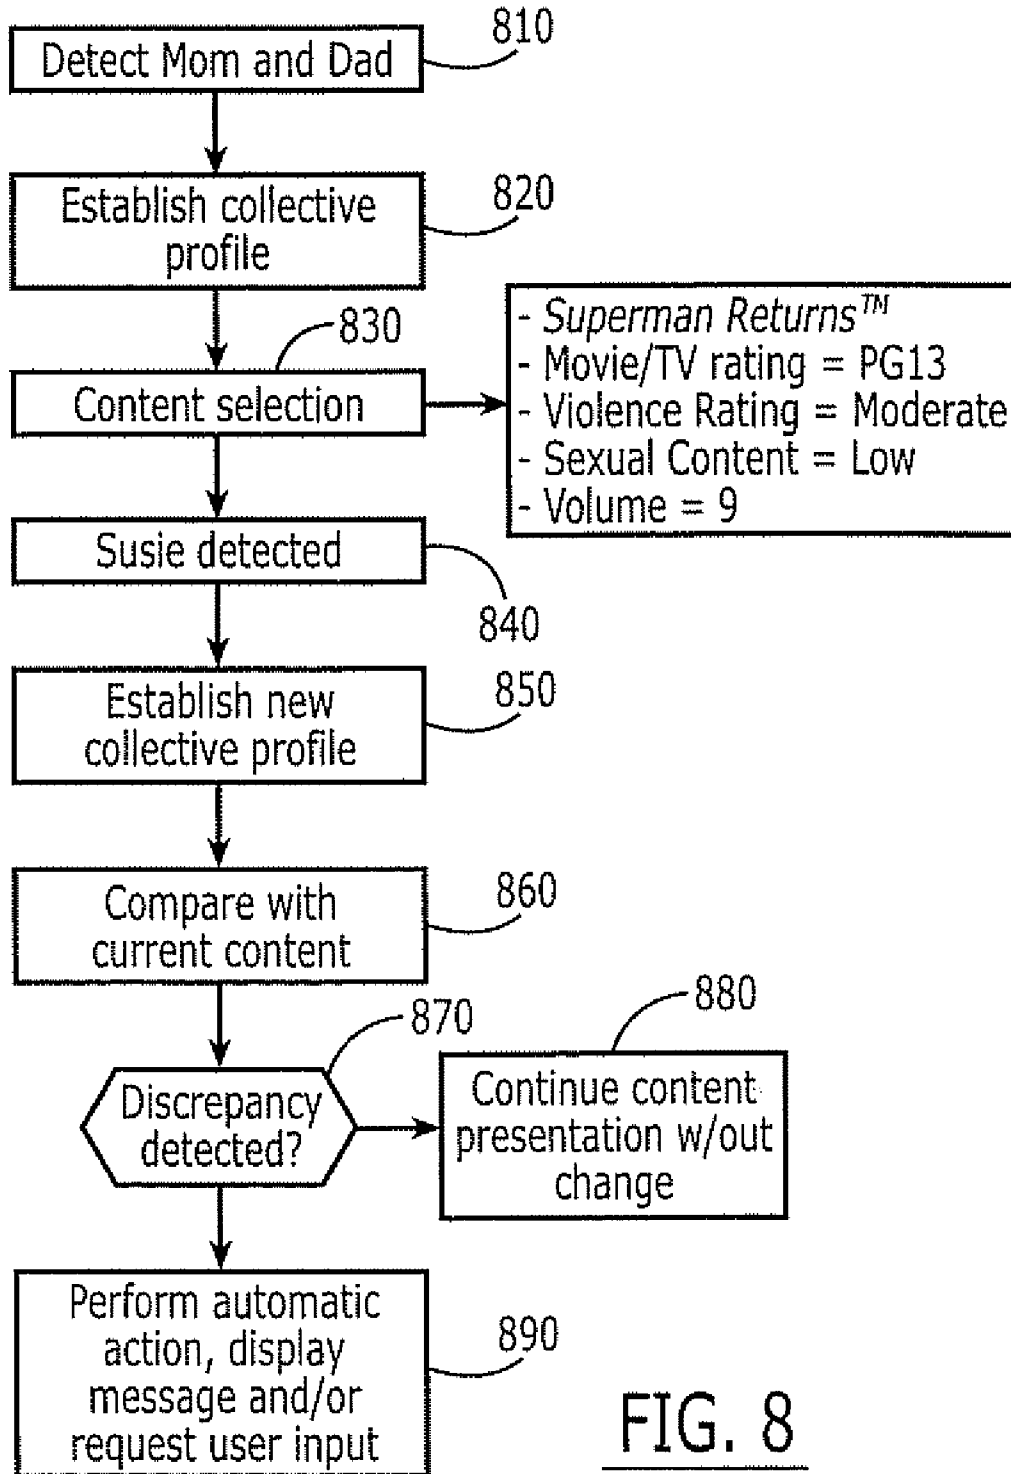 Detect Mom and Dad
810
Establish collective
profile
820
830
Content selection
- Superman Returns™
- Movie/TV rating = PG13
- Violence Rating = Moderate
- Sexual Content = Low
- Volume = 9
Susie detected
840
Establish new
collective profile
850
Compare with
current content
860
870
Discrepancy
detected?
880
Continue content
presentation w/out
change
Perform automatic
action, display
message and/or
request user input
890
FIG. 8